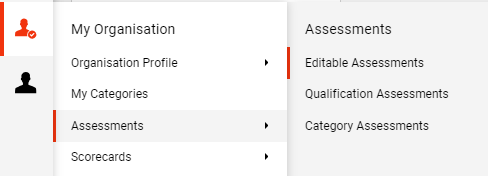 My Organisation
Organisation Profile
My Categories
Assessments
Scorecards
Assessments
Editable Assessments
Qualification Assessments
Category Assessments